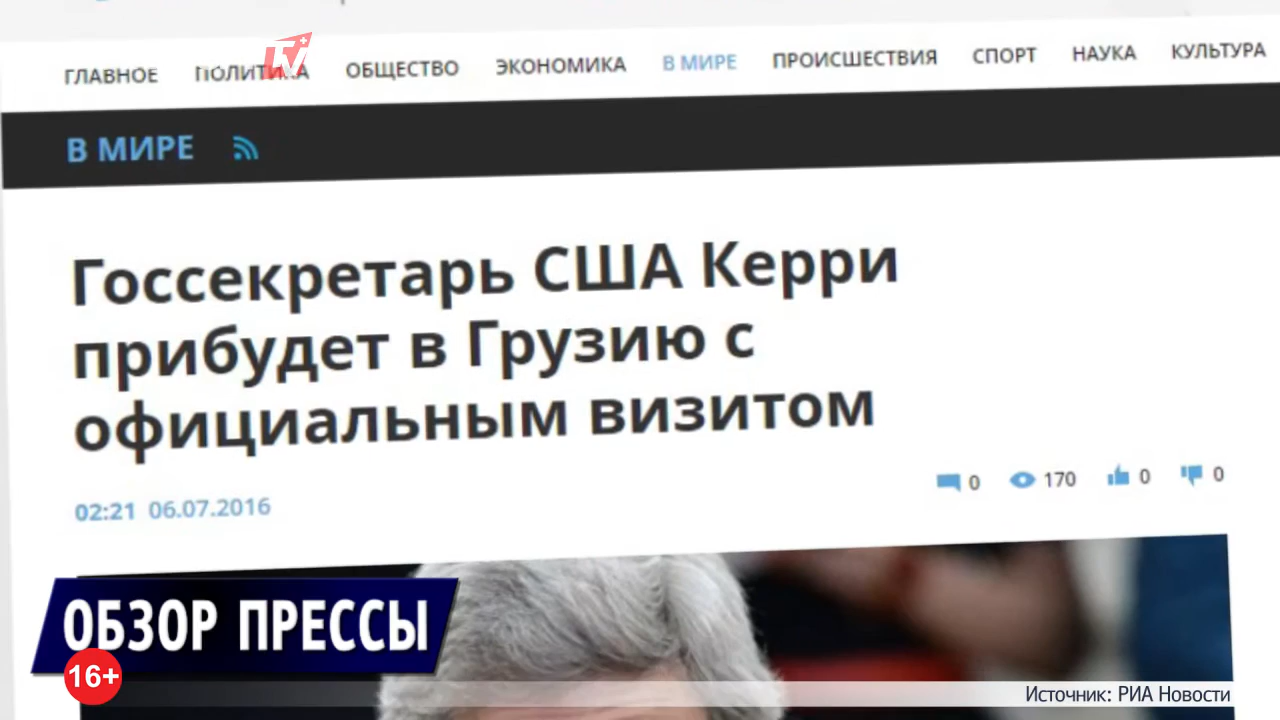 ГЛАВНОЕ ПОЛИТИКА ОБЩЕСТВО ЭКОНОМИКА В МИРЕ ПРОИСШЕСТВИЯ СПОРТ НАУКА КУЛЬТУРА
TV+
В МИРЕ
Госсекретарь США Керри
прибудет в Грузию с
официальным визитом
02:21 06.07.2016
0 170 0 0
ОБЗОР ПРЕССЫ
16+
Источник: РИА Новости